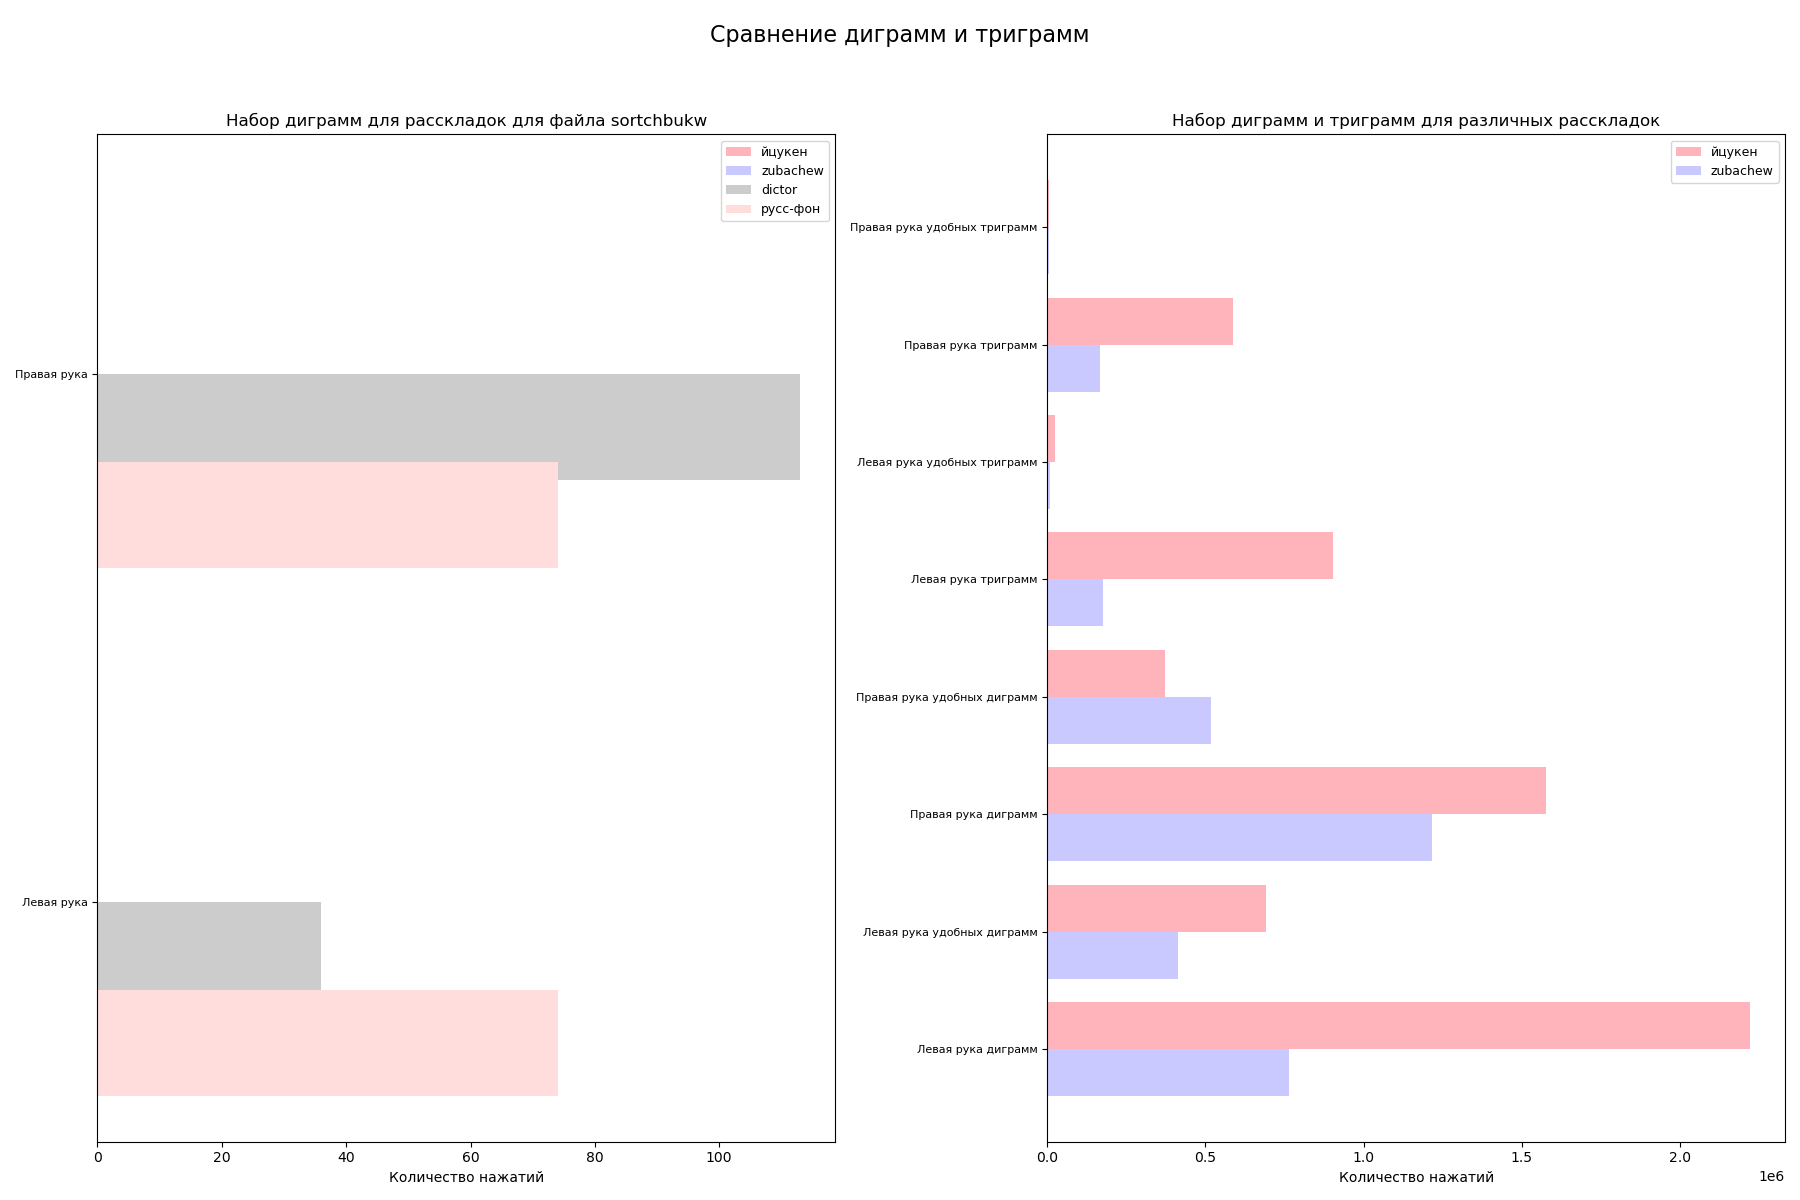 Сравнение диграмм и триграмм
Набор диграмм для расскладок для файла sortchbukw
йцукен
zubachew
dictor
русс-фон
Правая рука
Левая рука
0 20 40 60 80 100
Количество нажатий
Набор диграмм и триграмм для различных расскладок
йцукен
zubachew
Правая рука удобных триграмм
Правая рука триграмм
Левая рука удобных триграмм
Левая рука триграмм
Правая рука удобных диграмм
Правая рука диграмм
Левая рука удобных диграмм
Левая рука диграмм
0.0 0.5 1.0 1.5 2.0
Количество нажатий
1e6